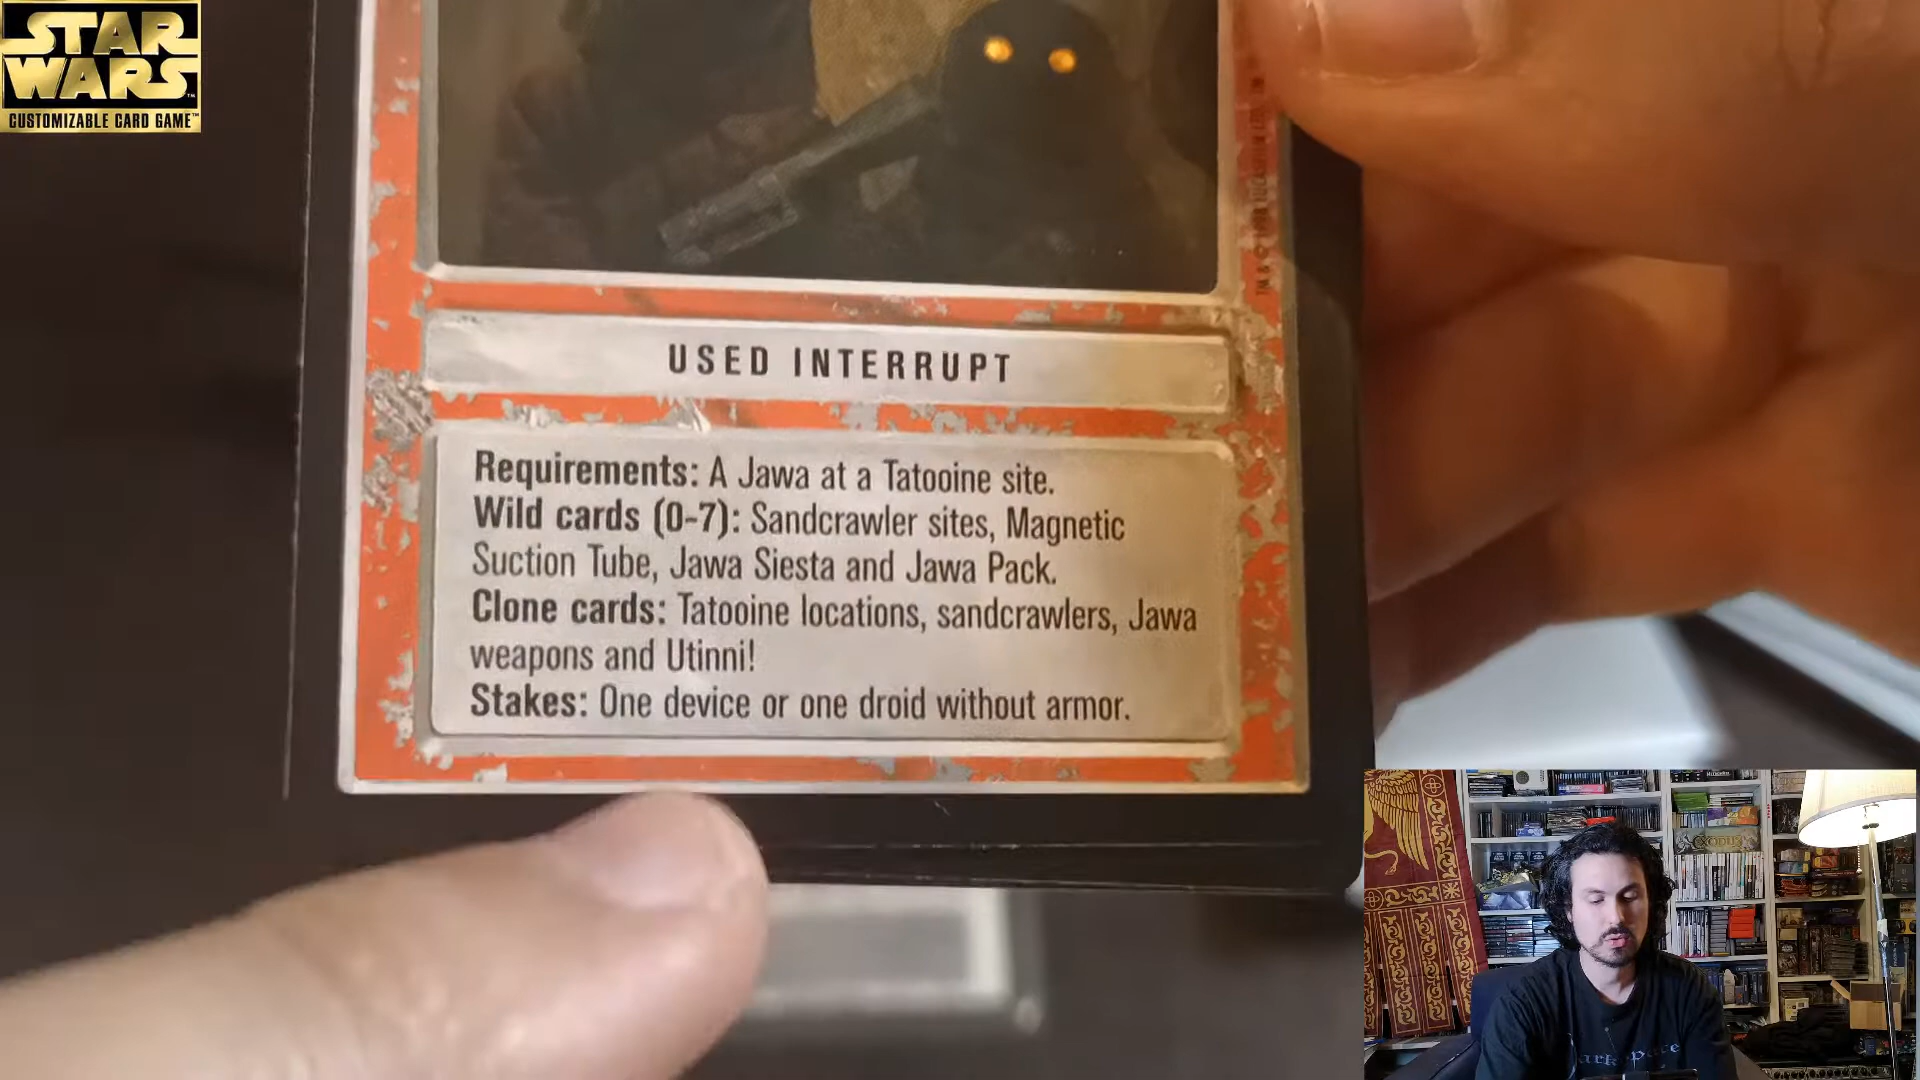 STAR
WARS
CUSTOMIZABLE CARD GAME™
USED INTERRUPT
Requirements: A Jawa at a Tatooine site.
Wild cards (0-7): Sandcrawler sites, Magnetic
Suction Tube, Jawa Siesta and Jawa Pack.
Clone cards: Tatooine locations, sandcrawlers, Jawa
weapons and Utinni!
Stakes: One device or one droid without armor.
EXODUS